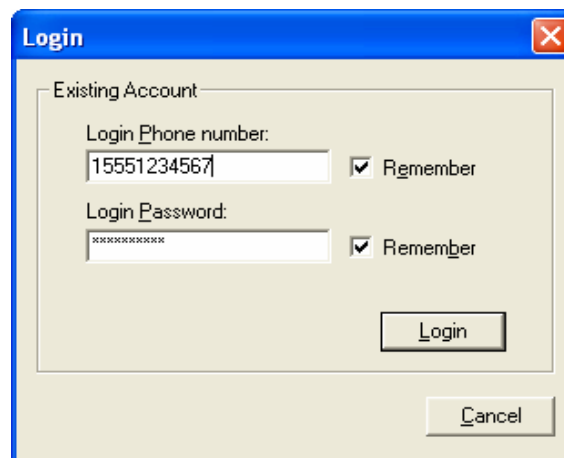 Login
Existing Account
Login Phone number:
15551234567
Remember
Login Password:
**********
Remember
Login
Cancel